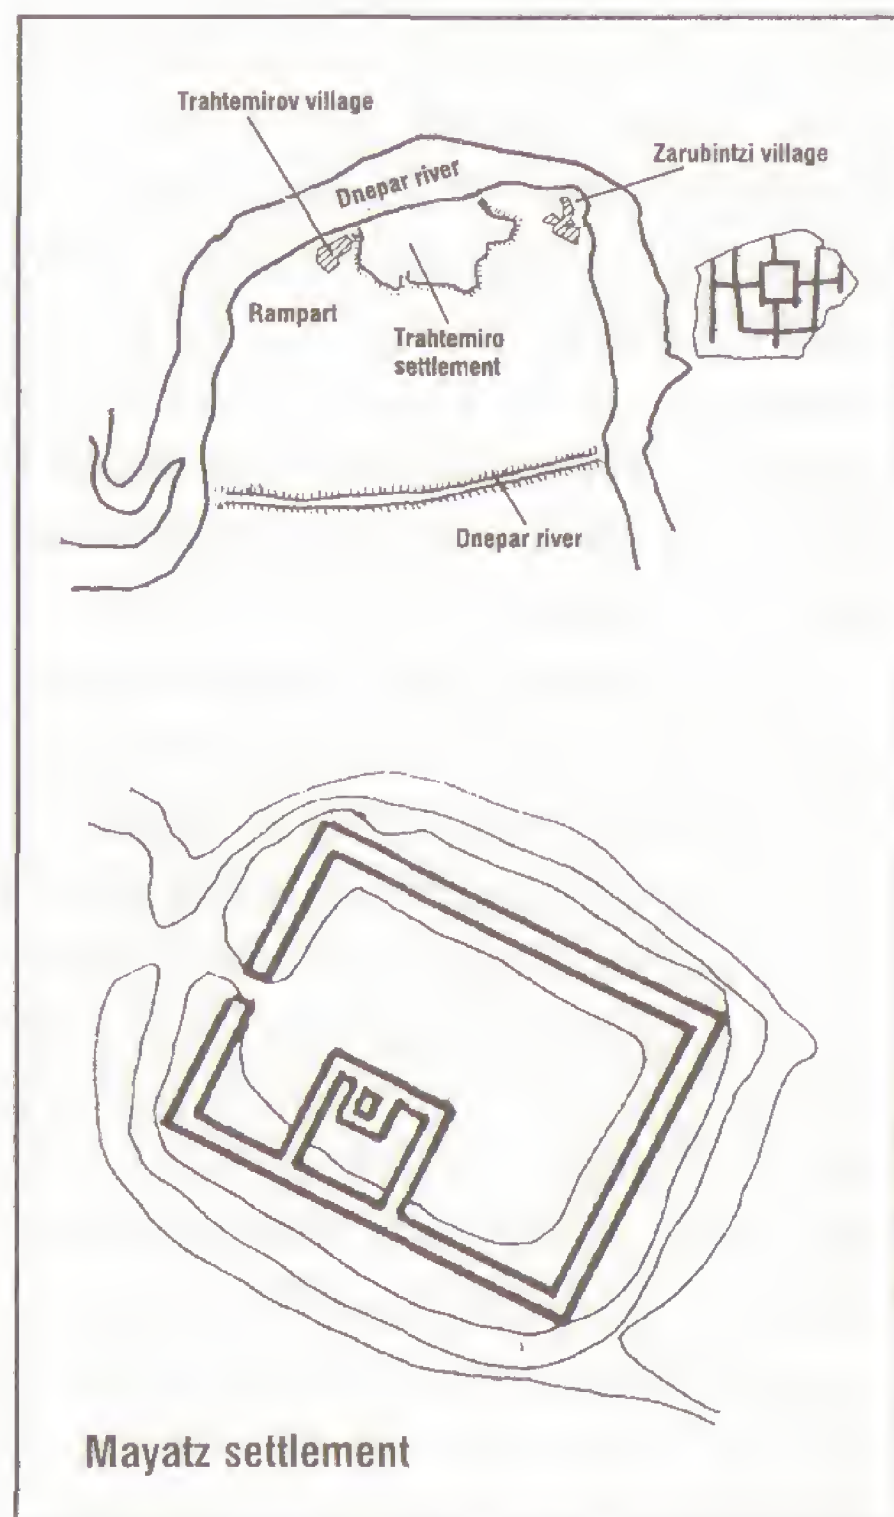 Trahtemirov village
Zarubintzi village
Dnepar river
Rampart
Trahtemiro
settlement
Dnepar river
Mayatz settlement